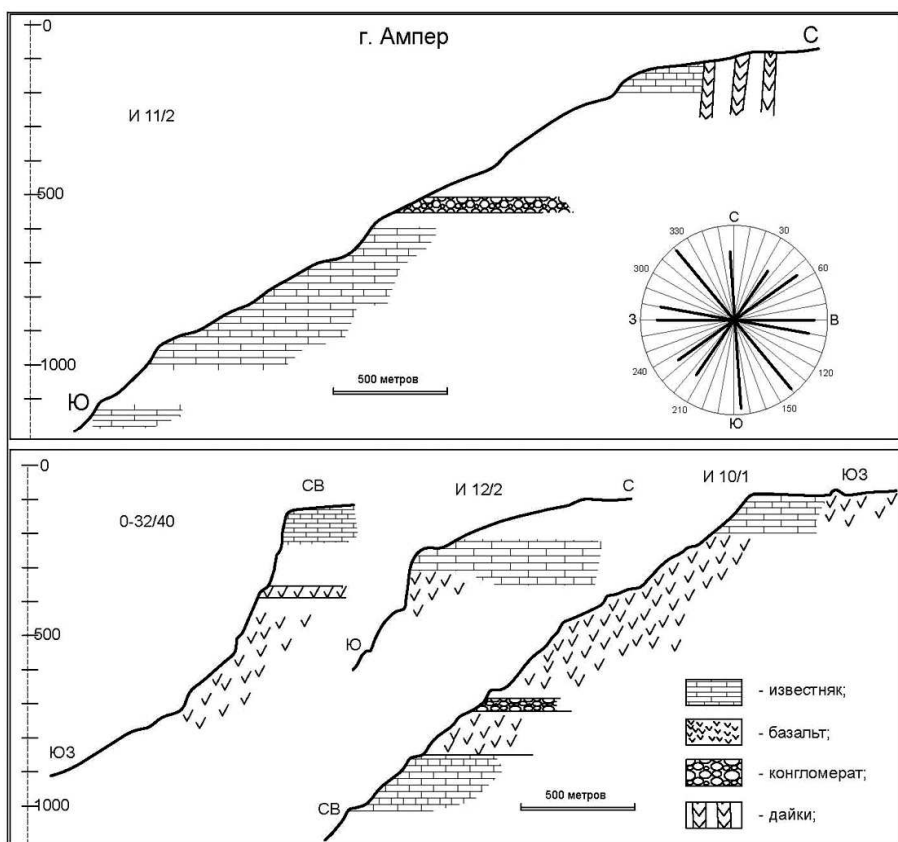 0
г. Ампер
С
И 11/2
500
С
330
30
300
60
З
В
240
120
210
150
Ю
1000
500 метров
Ю
0
СВ
И 12/2
С
И 10/1
ЮЗ
0-32/40
500
Ю
- известняк;
- базальт;
ЮЗ
- конгломерат;
1000
СВ
500 метров
- дайки;